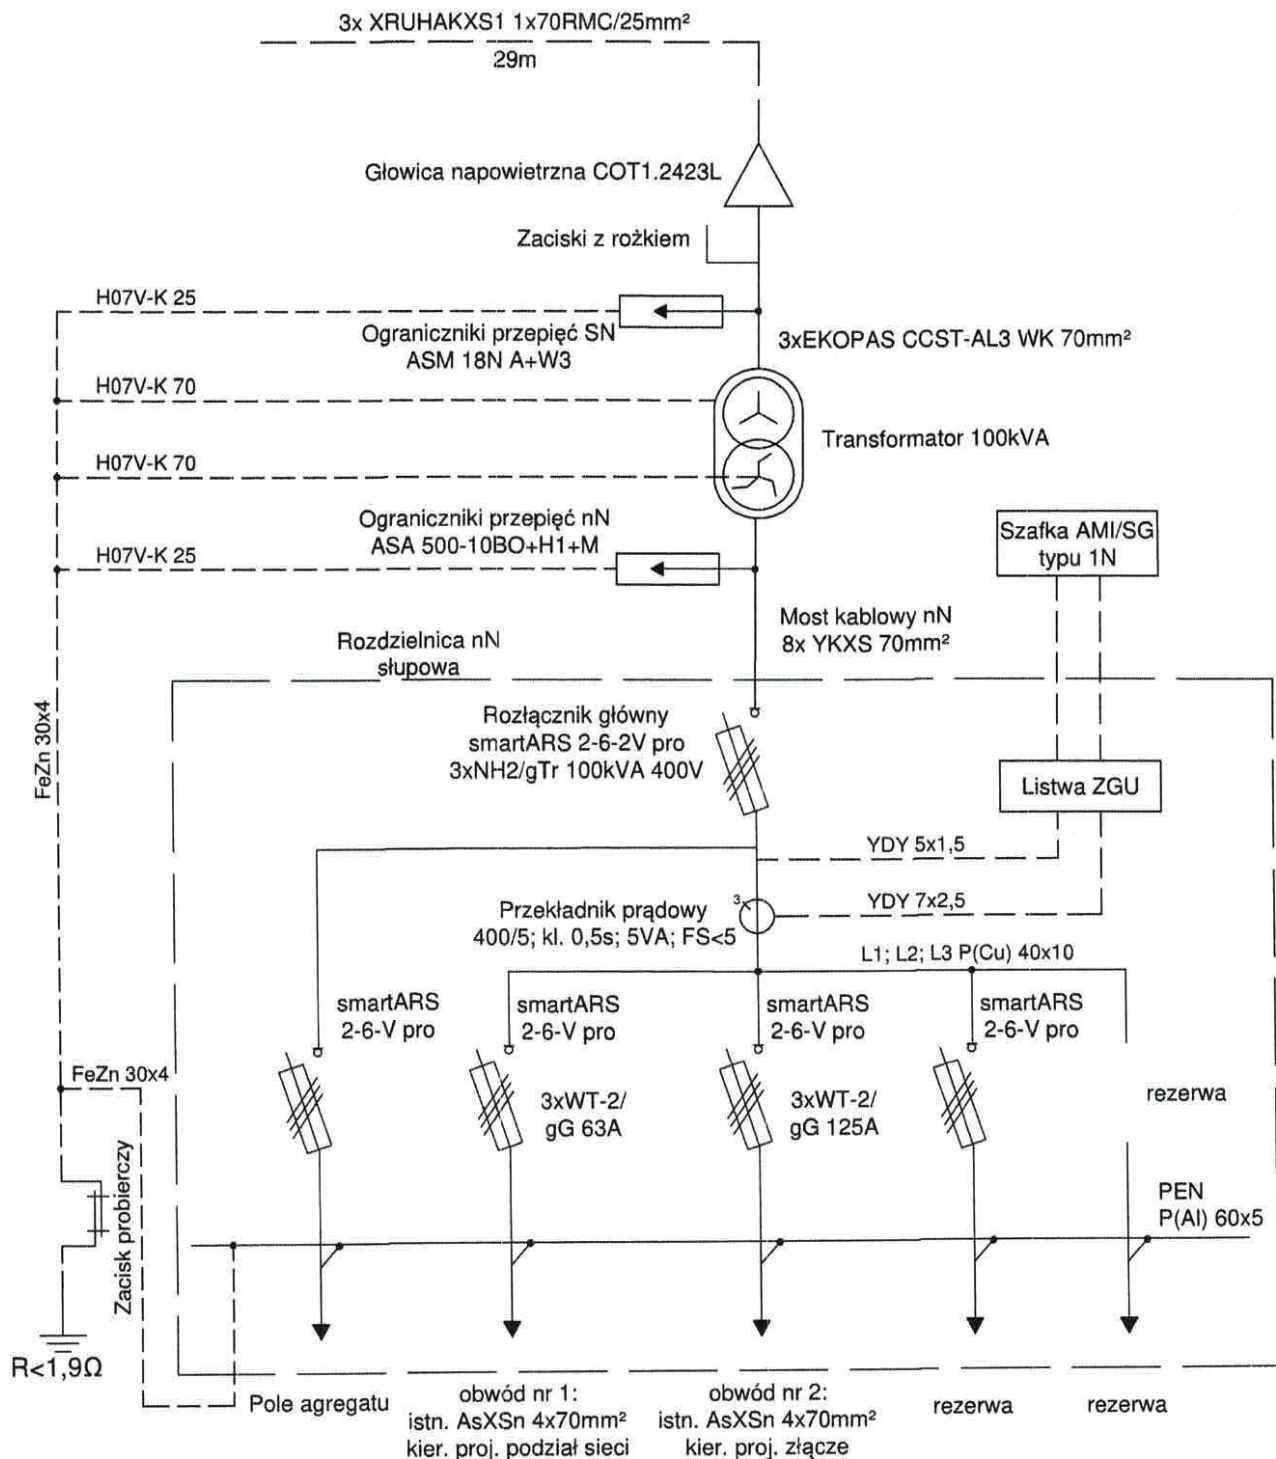 3x XRUHAKXS1 1x70RMC/25mm²
29m
Głowica napowietrzna COT1.2423L
Zaciski z rożkiem
H07V-K 25
Ograniczniki przepięć SN
ASM 18N A+W3
3xEKOPAS CCST-AL3 WK 70mm²
H07V-K 70
Transformator 100kVA
H07V-K 70
Ograniczniki przepięć nN
ASA 500-10BO+H1+M
H07V-K 25
Szafka AMI/SG
typu 1N
Most kablowy nN
8x YKXS 70mm²
Rozdzielnica nN
słupowa
FeZn 30x4
Rozłącznik główny
smartARS 2-6-2V pro
3xNH2/gTr 100kVA 400V
Listwa ZGU
YDY 5x1,5
YDY 7x2,5
Przekładnik prądowy
400/5; kl. 0,5s; 5VA; FS<5
3
L1; L2; L3 P(Cu) 40x10
smartARS
2-6-V pro
smartARS
2-6-V pro
smartARS
2-6-V pro
smartARS
2-6-V pro
FeZn 30x4
3xWT-2/
gG 63A
3xWT-2/
gG 125A
rezerwa
Zacisk probierczy
PEN
P(Al) 60x5
R<1,9Ω
Pole agregatu
obwód nr 1:
istn. AsXSn 4x70mm²
kier. proj. podział sieci
obwód nr 2:
istn. AsXSn 4x70mm²
kier. proj. złącze
rezerwa
rezerwa